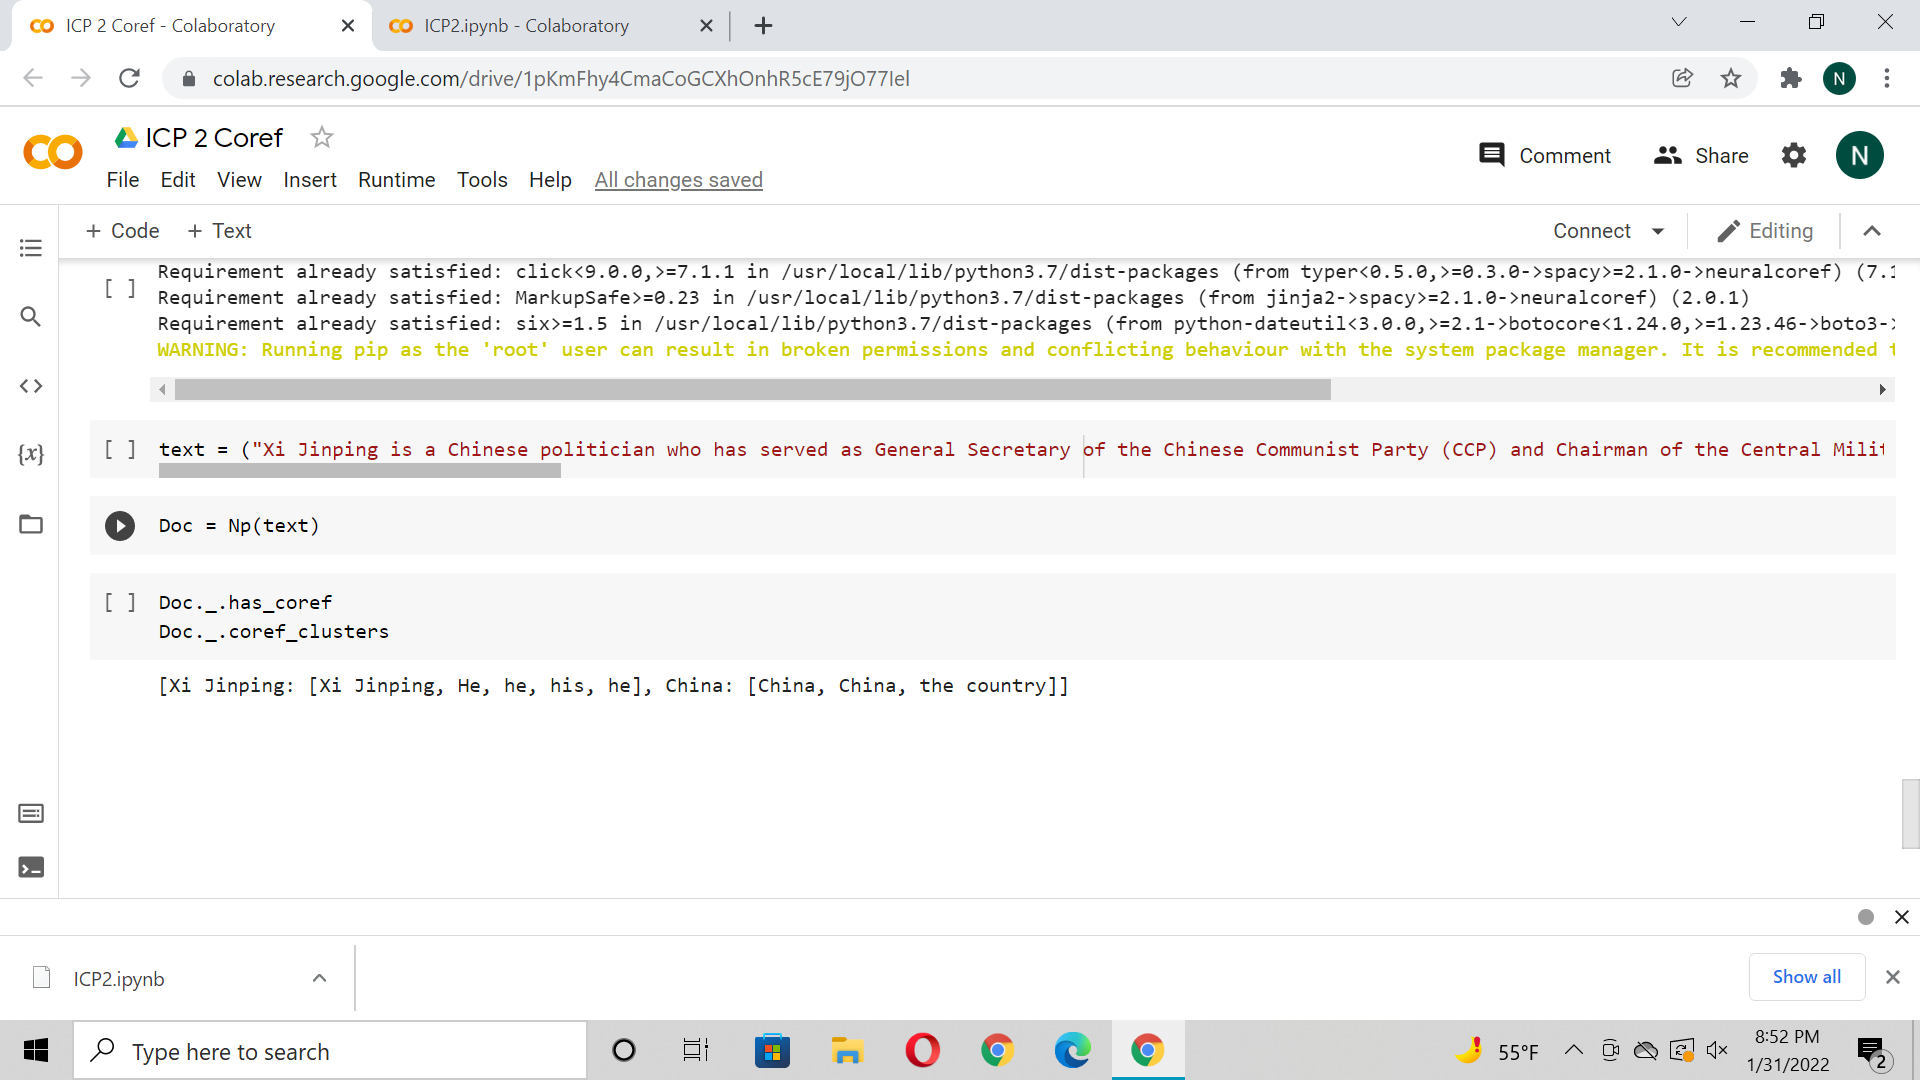 ICP 2 Coref - Colaboratory
ICP2.ipynb - Colaboratory
colab.research.google.com/drive/1pKmFhy4CmaCoGCXhOnhR5cE79jO77Iel
N
ICP 2 Coref
File Edit View Insert Runtime Tools Help All changes saved
Comment Share N
+ Code + Text
Connect Editing
[ ] Requirement already satisfied: click<9.0.0,>=7.1.1 in /usr/local/lib/python3.7/dist-packages (from typer<0.5.0,>=0.3.0->spacy>=2.1.0->neuralcoref) (7.1
Requirement already satisfied: MarkupSafe>=0.23 in /usr/local/lib/python3.7/dist-packages (from jinja2->spacy>=2.1.0->neuralcoref) (2.0.1)
Requirement already satisfied: six>=1.5 in /usr/local/lib/python3.7/dist-packages (from python-dateutil<3.0.0,>=2.1->botocore<1.24.0,>=1.23.46->boto3->
WARNING: Running pip as the 'root' user can result in broken permissions and conflicting behaviour with the system package manager. It is recommended t
[ ] text = ("Xi Jinping is a Chinese politician who has served as General Secretary of the Chinese Communist Party (CCP) and Chairman of the Central Milit
Doc = Np(text)
[ ] Doc._.has_coref
Doc._.coref_clusters
[Xi Jinping: [Xi Jinping, He, he, his, he], China: [China, China, the country]]
ICP2.ipynb
Show all
Type here to search
55°F
8:52 PM
1/31/2022
2